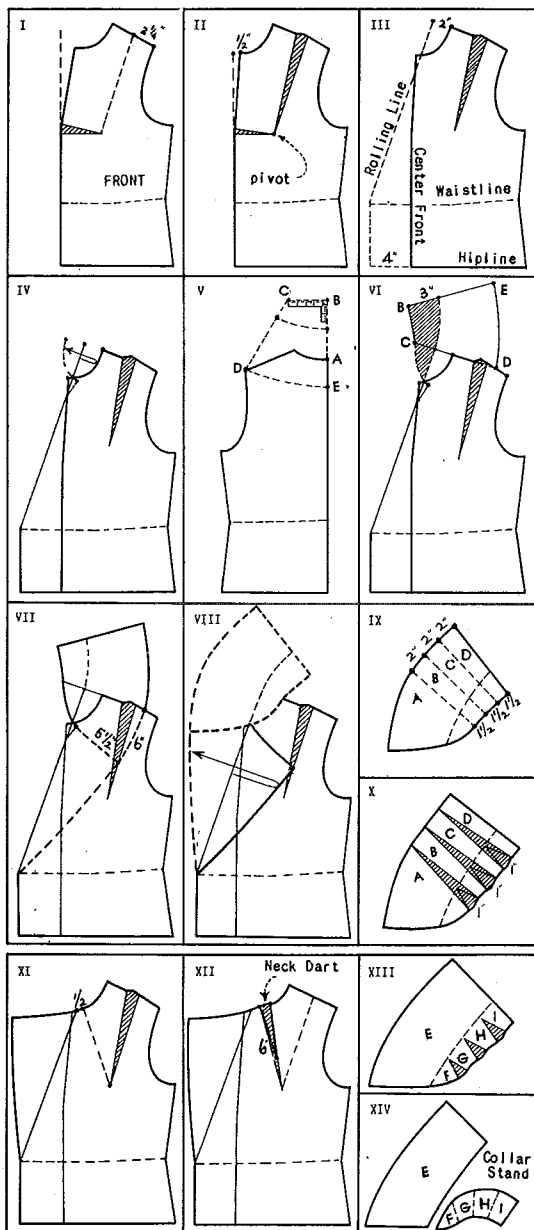 I
2¼"
FRONT
II
½"
pivot
III
2"
Rolling Line
Center Front
Waistline
4"
Hipline
IV
V
C
B
A
D
E
VI
B
3"
E
C
D
VII
5½"
6"
VIII
IX
2" 2" 2"
A B C D
1½ 1½ 1½
X
D
C
B
A
1" 1" 1"
XI
1/2
XII
Neck Dart
6"
XIII
E
F G H I
XIV
E
Collar
Stand
F G H I